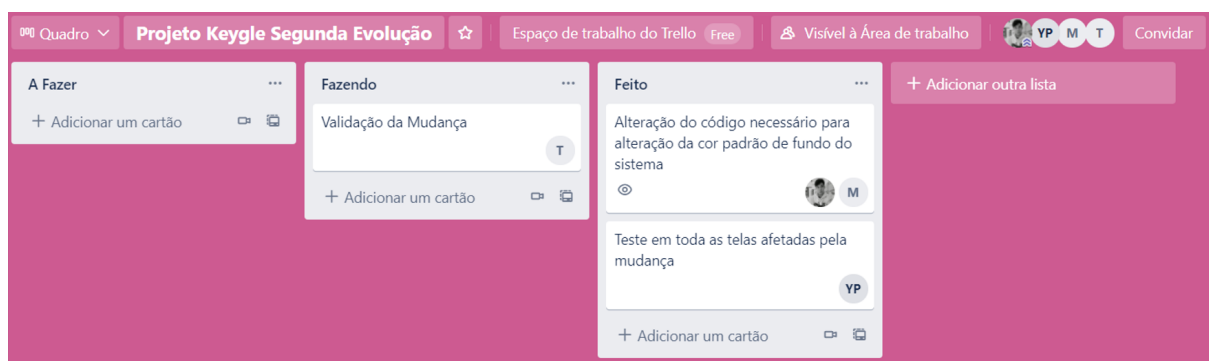 Quadro
Projeto Keygle Segunda Evolução
Espaço de trabalho do Trello Free
Visível à Área de trabalho
YP M T
Convidar
A Fazer
+ Adicionar um cartão
Fazendo
Validação da Mudança
T
+ Adicionar um cartão
Feito
Alteração do código necessário para
alteração da cor padrão de fundo do
sistema
M
Teste em toda as telas afetadas pela
mudança
YP
+ Adicionar um cartão
+ Adicionar outra lista